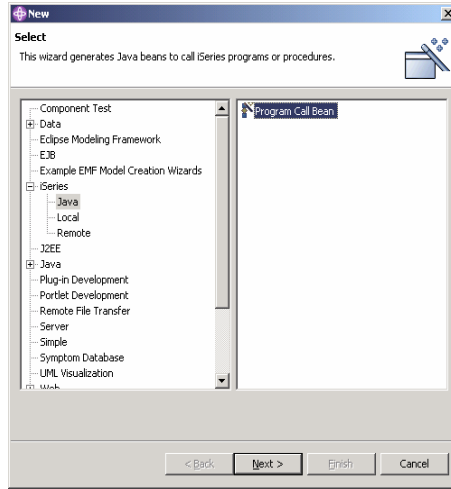 New
Select
This wizard generates Java beans to call iSeries programs or procedures.
Component Test
Data
Eclipse Modeling Framework
EJB
Example EMF Model Creation Wizards
iSeries
Java
Local
Remote
J2EE
Java
Plug-in Development
Portlet Development
Remote File Transfer
Server
Simple
Symptom Database
UML Visualization
Web
Program Call Bean
< Back
Next >
Finish
Cancel